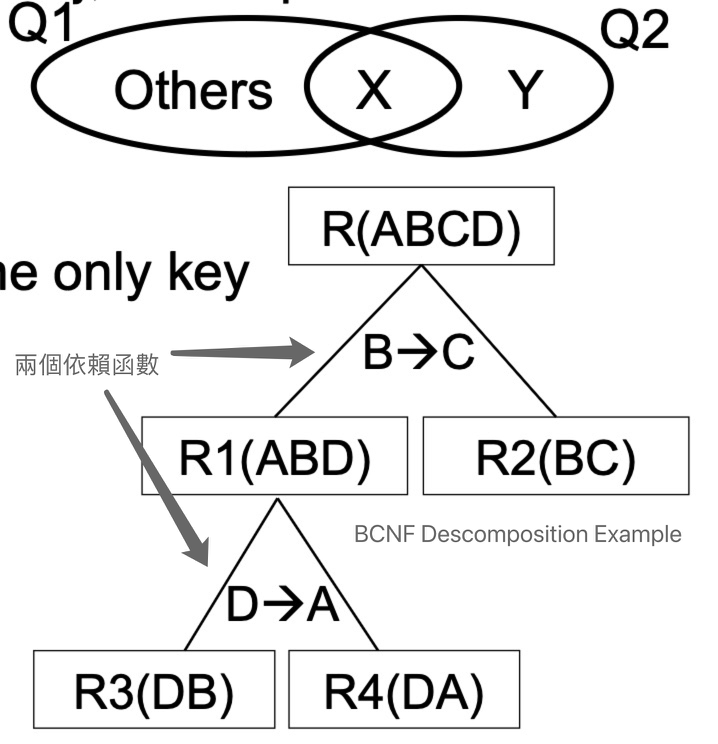 Q1
Q2
Others X Y
R(ABCD)
he only key
B→C
兩個依賴函數
R1(ABD) R2(BC)
BCNF Descomposition Example
D→A
R3(DB) R4(DA)